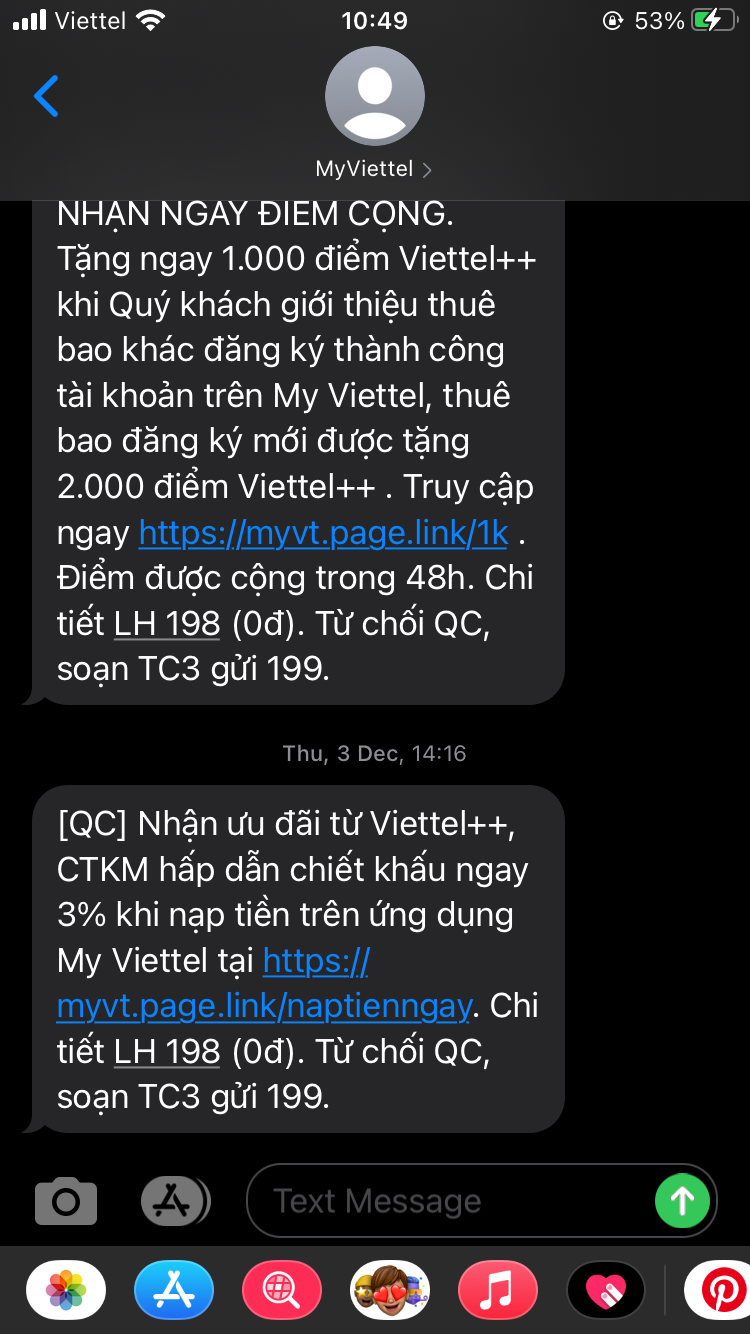 Viettel
10:49
53%
MyViettel
NHẬN NGAY ĐIỂM CỘNG.
Tặng ngay 1.000 điểm Viettel++
khi Quý khách giới thiệu thuê
bao khác đăng ký thành công
tài khoản trên My Viettel, thuê
bao đăng ký mới được tặng
2.000 điểm Viettel++ . Truy cập
ngay https://myvt.page.link/1k .
Điểm được cộng trong 48h. Chi
tiết LH 198 (0đ). Từ chối QC,
soạn TC3 gửi 199.
Thu, 3 Dec, 14:16
[QC] Nhận ưu đãi từ Viettel++,
CTKM hấp dẫn chiết khấu ngay
3% khi nạp tiền trên ứng dụng
My Viettel tại https://
myvt.page.link/naptienngay. Chi
tiết LH 198 (0đ). Từ chối QC,
soạn TC3 gửi 199.
Text Message